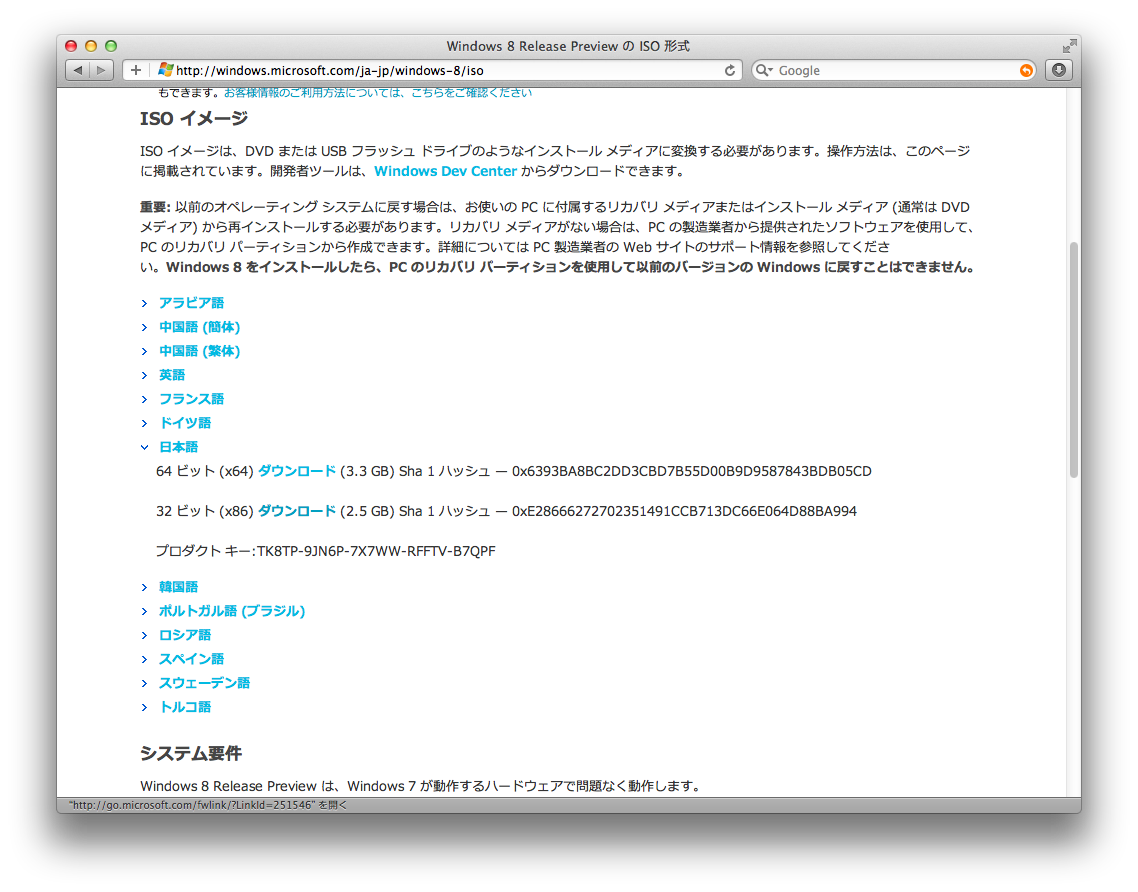 Windows 8 Release Preview の ISO 形式
http://windows.microsoft.com/ja-jp/windows-8/iso
Google
もできます。お客様情報のご利用方法については、こちらをご確認ください
ISO イメージ
ISO イメージは、DVD または USB フラッシュ ドライブのようなインストール メディアに変換する必要があります。操作方法は、このページ
に掲載されています。開発者ツールは、Windows Dev Center からダウンロードできます。
重要: 以前のオペレーティング システムに戻す場合は、お使いの PC に付属するリカバリ メディアまたはインストール メディア (通常は DVD
メディア) から再インストールする必要があります。リカバリ メディアがない場合は、PC の製造業者から提供されたソフトウェアを使用して、
PC のリカバリ パーティションから作成できます。詳細については PC 製造業者の Web サイトのサポート情報を参照してくださ
い。Windows 8 をインストールしたら、PC のリカバリ パーティションを使用して以前のバージョンの Windows に戻すことはできません。
アラビア語
中国語 (簡体)
中国語 (繁体)
英語
フランス語
ドイツ語
日本語
64 ビット (x64) ダウンロード (3.3 GB) Sha 1 ハッシュ — 0x6393BA8BC2DD3CBD7B55D00B9D9587843BDB05CD
32 ビット (x86) ダウンロード (2.5 GB) Sha 1 ハッシュ — 0xE28666272702351491CCB713DC66E064D88BA994
プロダクト キー:TK8TP-9JN6P-7X7WW-RFFTV-B7QPF
韓国語
ポルトガル語 (ブラジル)
ロシア語
スペイン語
スウェーデン語
トルコ語
システム要件
Windows 8 Release Preview は、Windows 7 が動作するハードウェアで問題なく動作します。
"http://go.microsoft.com/fwlink/?LinkId=251546" を開く